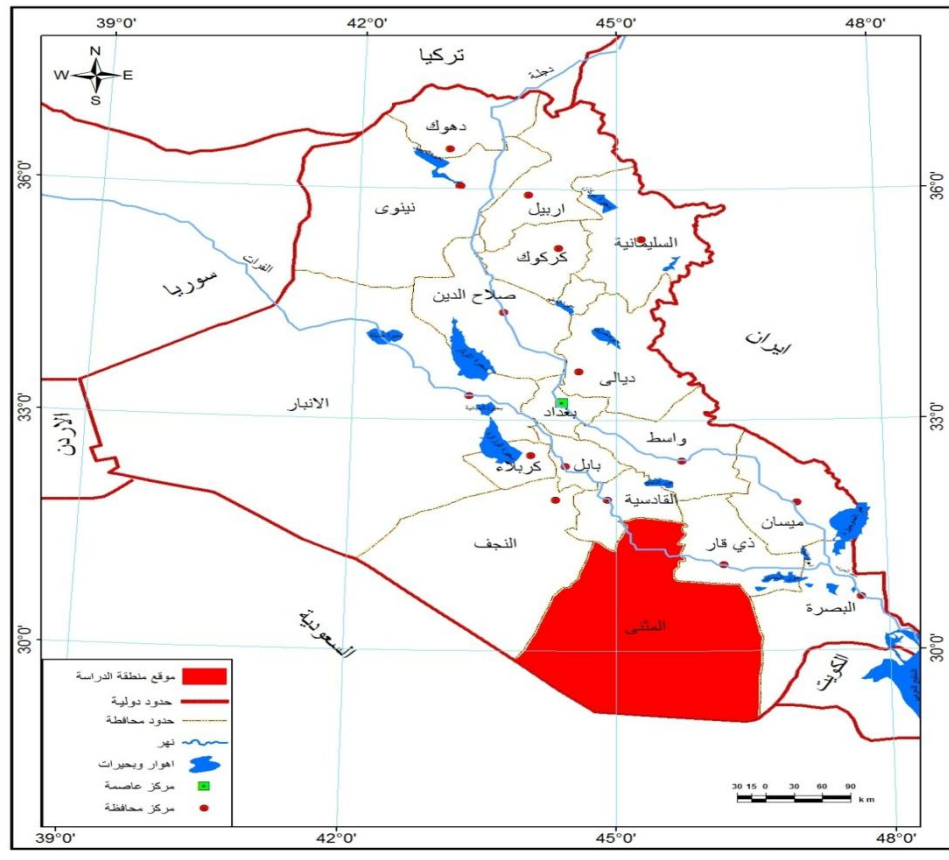 39°0'
42°0'
45°0'
48°0'
N
W E
S
تركيا
دجلة
دهوك
36°0'
36°0'
نينوى
اربيل
السليمانية
كركوك
الفرات
سوريا
صلاح الدين
ايران
ديالى
الانبار
بغداد
33°0'
33°0'
الاردن
واسط
بابل
كربلاء
القادسية
ميسان
النجف
ذي قار
البصرة
المثنى
السعودية
30°0'
30°0'
الكويت
موقع منطقة الدراسة
حدود دولية
حدود محافظة
نهر
اهوار وبحيرات
مركز عاصمة
مركز محافظة
30 15 0 30 60 90
km
39°0'
42°0'
45°0'
48°0'